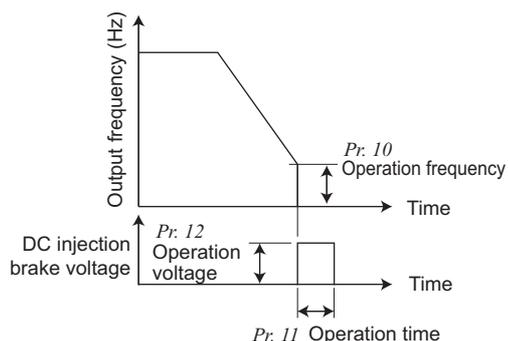 Output frequency (Hz)
Pr. 10
Operation frequency
Time
DC injection
brake voltage
Pr. 12
Operation
voltage
Time
Pr. 11 Operation time